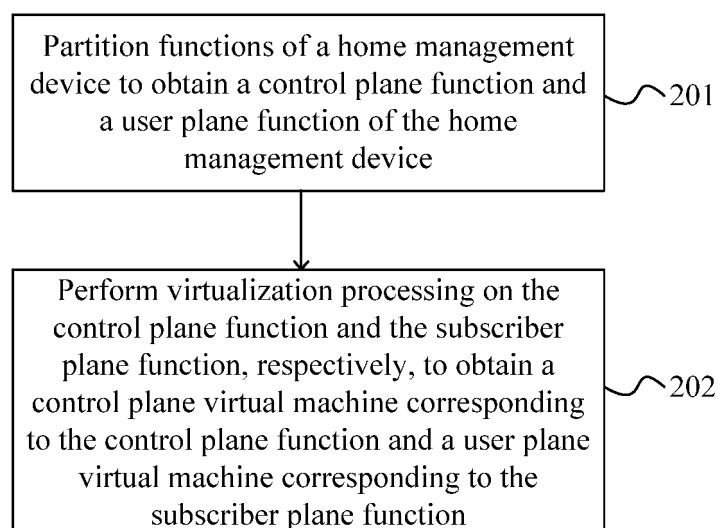 Partition functions of a home management
device to obtain a control plane function and
a user plane function of the home
management device
201
Perform virtualization processing on the
control plane function and the subscriber
plane function, respectively, to obtain a
control plane virtual machine corresponding
to the control plane function and a user plane
virtual machine corresponding to the
subscriber plane function
202